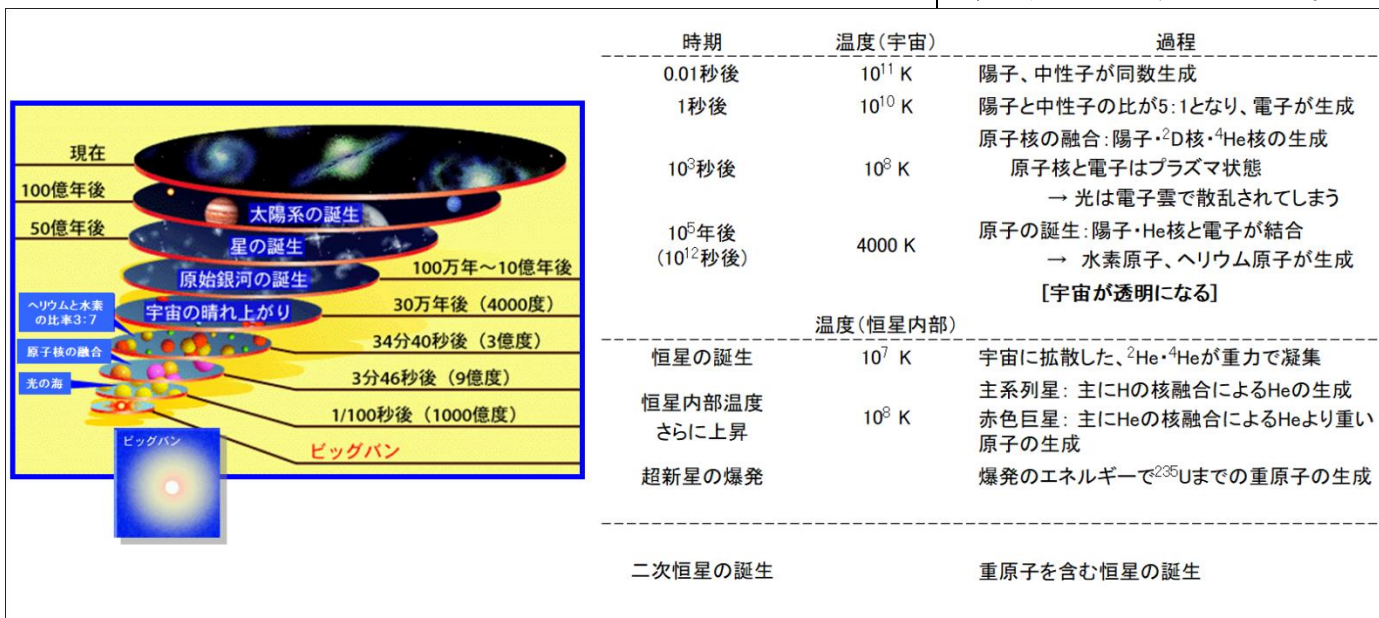 現在
100億年後
太陽系の誕生
50億年後
星の誕生
100万年～10億年後
原始銀河の誕生
ヘリウムと水素
の比率3：7
宇宙の晴れ上がり
30万年後（4000度）
34分40秒後（3億度）
原子核の融合
3分46秒後（9億度）
光の海
1/100秒後（1000億度）
ビッグバン
ビッグバン
時期 温度（宇宙） 過程
0.01秒後 10¹¹ K 陽子、中性子が同数生成
1秒後 10¹⁰ K 陽子と中性子の比が5：1となり、電子が生成
原子核の融合：陽子・²D核・⁴He核の生成
10³秒後 10⁸ K 原子核と電子はプラズマ状態
→ 光は電子雲で散乱されてしまう
10⁵年後
(10¹²秒後)
4000 K
原子の誕生：陽子・He核と電子が結合
→ 水素原子、ヘリウム原子が生成
[宇宙が透明になる]
温度（恒星内部）
恒星の誕生 10⁷ K 宇宙に拡散した、²He・⁴Heが重力で凝集
恒星内部温度
さらに上昇
10⁸ K
主系列星： 主にHの核融合によるHeの生成
赤色巨星： 主にHeの核融合によるHeより重い
原子の生成
超新星の爆発 爆発のエネルギーで²³⁵Uまでの重原子の生成
二次恒星の誕生 重原子を含む恒星の誕生